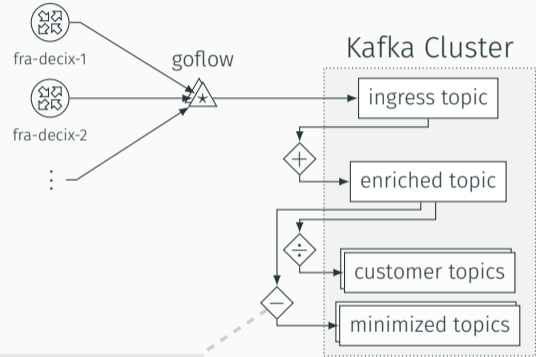 fra-decix-1
fra-decix-2
⋮
goflow
Kafka Cluster
ingress topic
+
enriched topic
÷
customer topics
−
minimized topics